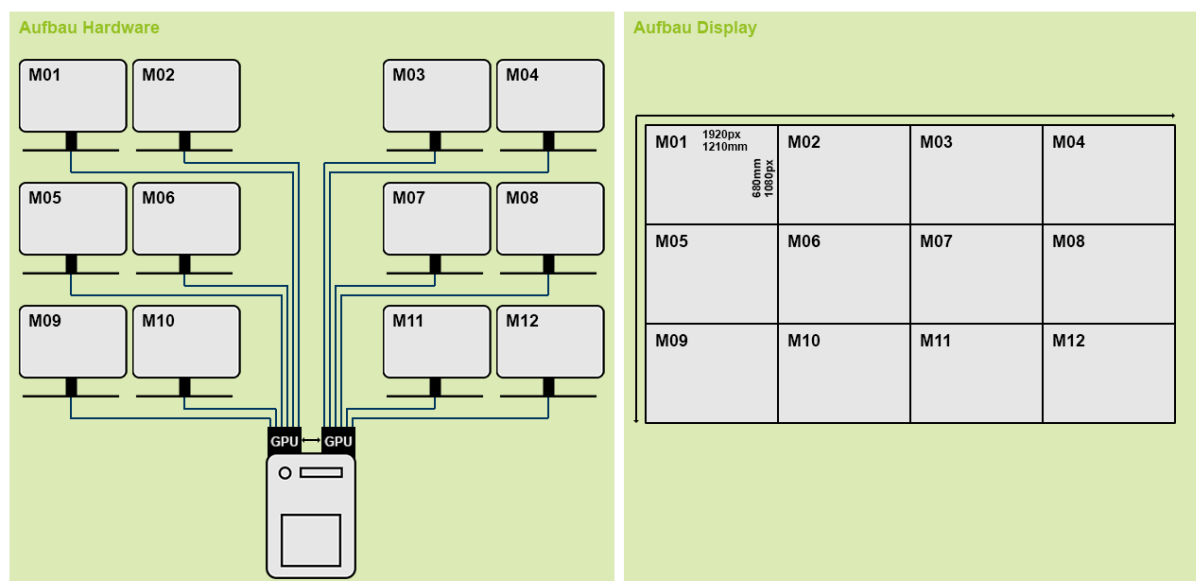 Aufbau Hardware
M01
M02
M03
M04
M05
M06
M07
M08
M09
M10
M11
M12
GPU
GPU
Aufbau Display
M01
1920px
1210mm
680mm
1080px
M02
M03
M04
M05
M06
M07
M08
M09
M10
M11
M12